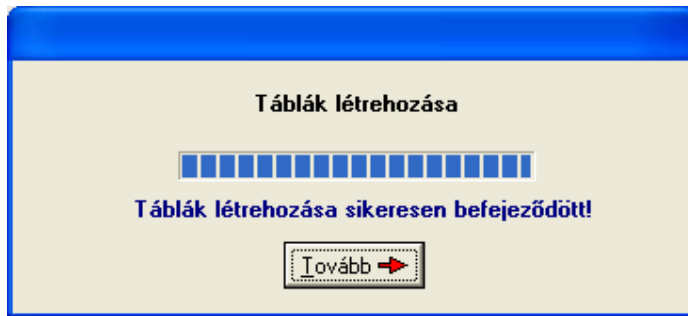 Táblák létrehozása
Táblák létrehozása sikeresen befejeződött!
Tovább